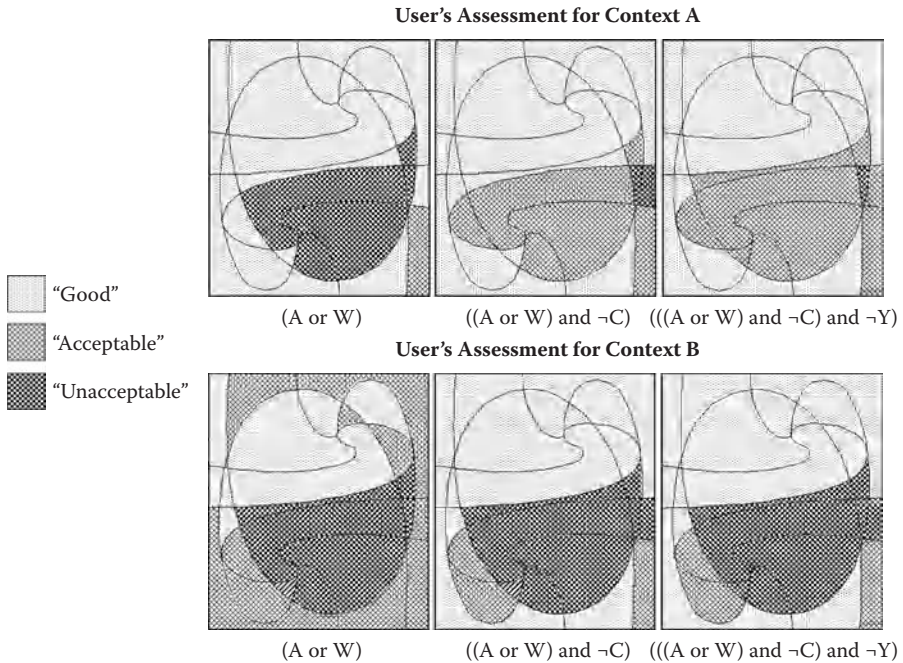 User’s Assessment for Context A
“Good”
“Acceptable”
“Unacceptable”
(A or W)
((A or W) and ¬C)
(((A or W) and ¬C) and ¬Y)
User’s Assessment for Context B
(A or W)
((A or W) and ¬C)
(((A or W) and ¬C) and ¬Y)